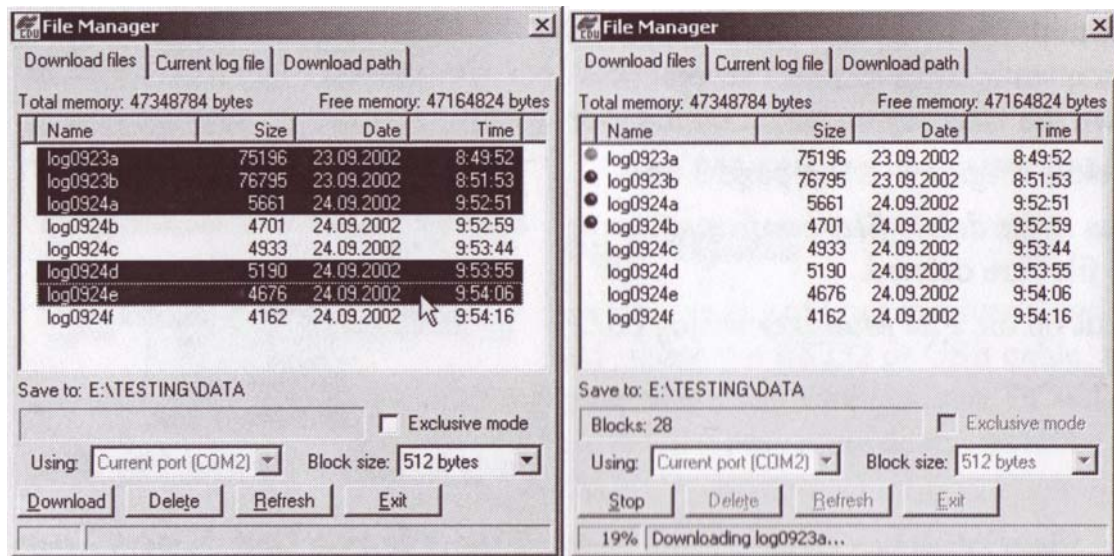 File Manager
Download files Current log file Download path
Total memory: 47348784 bytes Free memory: 47164824 bytes
Name Size Date Time
log0923a 75196 23.09.2002 8:49:52
log0923b 76795 23.09.2002 8:51:53
log0924a 5661 24.09.2002 9:52:51
log0924b 4701 24.09.2002 9:52:59
log0924c 4933 24.09.2002 9:53:44
log0924d 5190 24.09.2002 9:53:55
log0924e 4676 24.09.2002 9:54:06
log0924f 4162 24.09.2002 9:54:16
Save to: E:\TESTING\DATA
Exclusive mode
Using: Current port (COM2) Block size: 512 bytes
Download Delete Refresh Exit
File Manager
Download files Current log file Download path
Total memory: 47348784 bytes Free memory: 47164824 bytes
Name Size Date Time
log0923a 75196 23.09.2002 8:49:52
log0923b 76795 23.09.2002 8:51:53
log0924a 5661 24.09.2002 9:52:51
log0924b 4701 24.09.2002 9:52:59
log0924c 4933 24.09.2002 9:53:44
log0924d 5190 24.09.2002 9:53:55
log0924e 4676 24.09.2002 9:54:06
log0924f 4162 24.09.2002 9:54:16
Save to: E:\TESTING\DATA
Blocks: 28 Exclusive mode
Using: Current port (COM2) Block size: 512 bytes
Stop Delete Refresh Exit
19% Downloading log0923a...